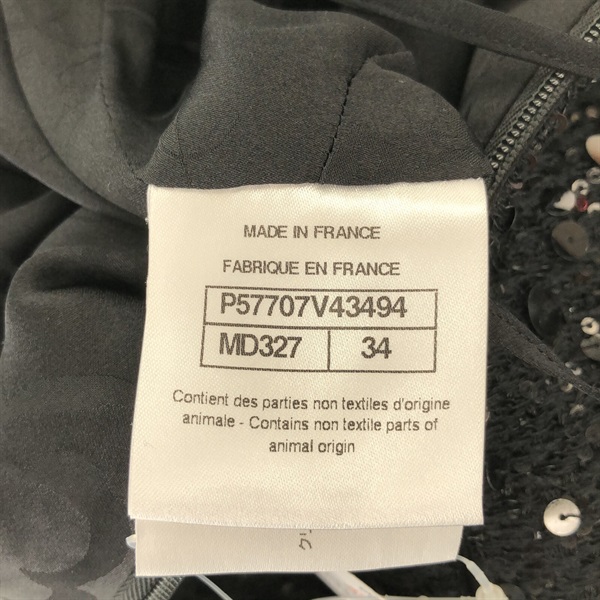 MADE IN FRANCE
FABRIQUE EN FRANCE
P57707V43494
MD327 34
Contient des parties non textiles d'origine
animale - Contains non textile parts of
animal origin